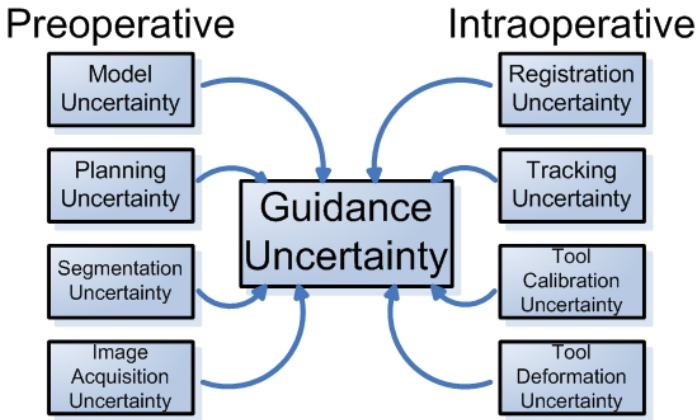 Preoperative
Intraoperative
Model
Uncertainty
Planning
Uncertainty
Segmentation
Uncertainty
Image
Acquisition
Uncertainty
Guidance
Uncertainty
Registration
Uncertainty
Tracking
Uncertainty
Tool
Calibration
Uncertainty
Tool
Deformation
Uncertainty